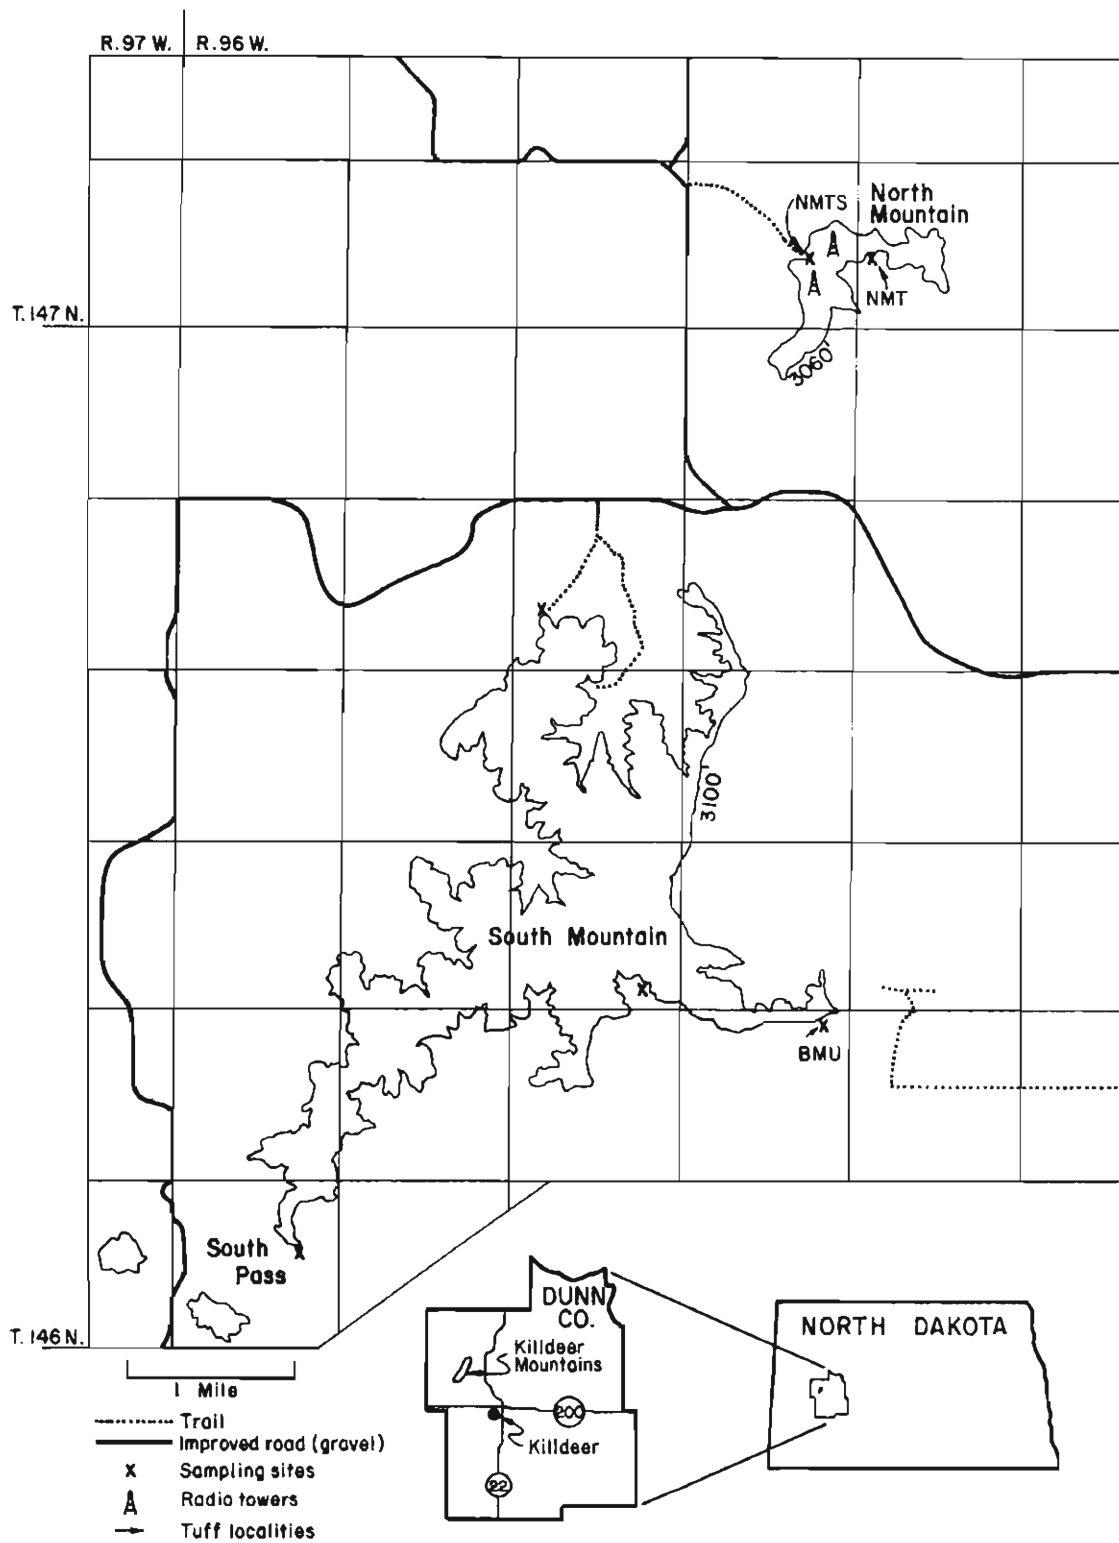 R.97 W. R.96 W.
NMTS
North
Mountain
NMT
T.147 N.
3060'
3100'
South Mountain
BMU
South
Pass
T.146 N.
1 Mile
Trail
Improved road (gravel)
x Sampling sites
Radio towers
Tuff localities
DUNN
CO.
Killdeer
Mountains
200
Killdeer
22
NORTH DAKOTA